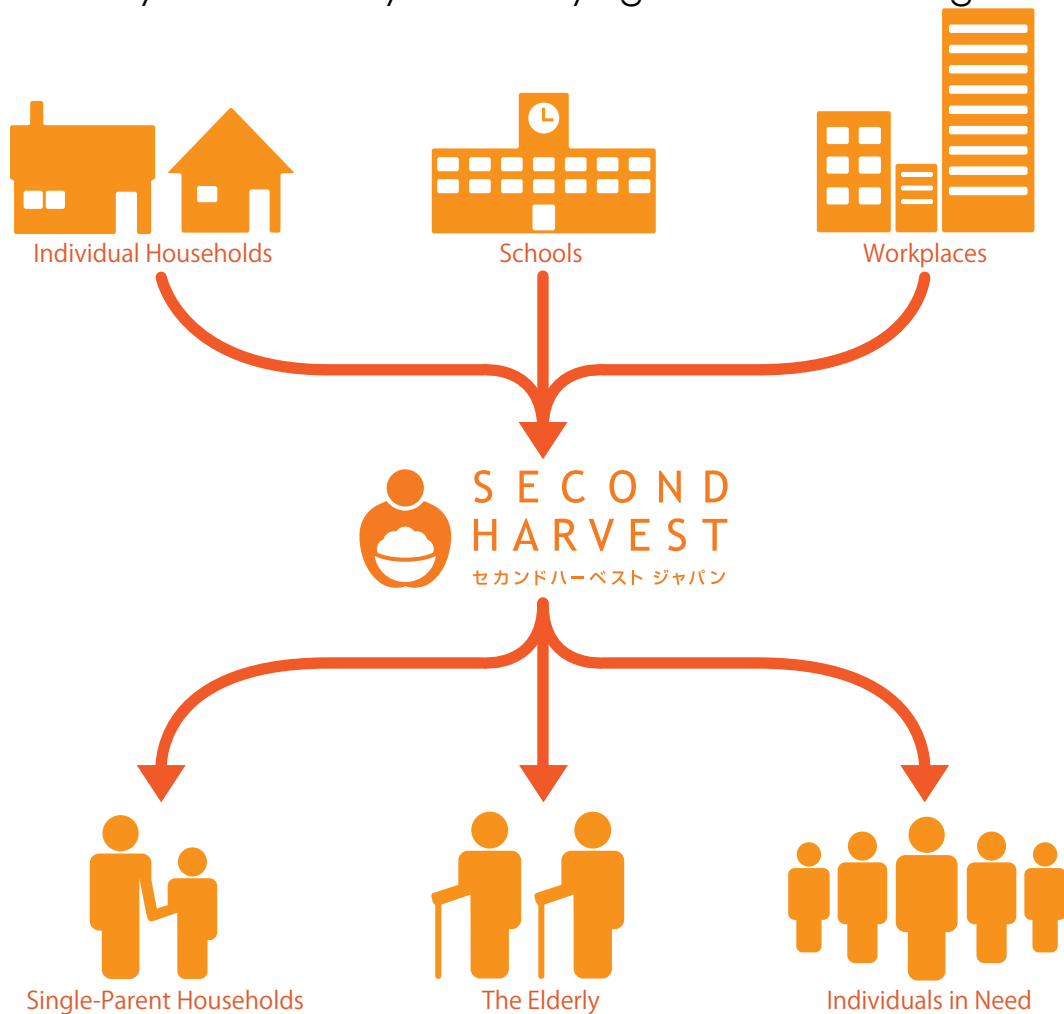 Individual Households
Schools
Workplaces
SECOND
HARVEST
セカンドハーベスト ジャパン
Single-Parent Households
The Elderly
Individuals in Need